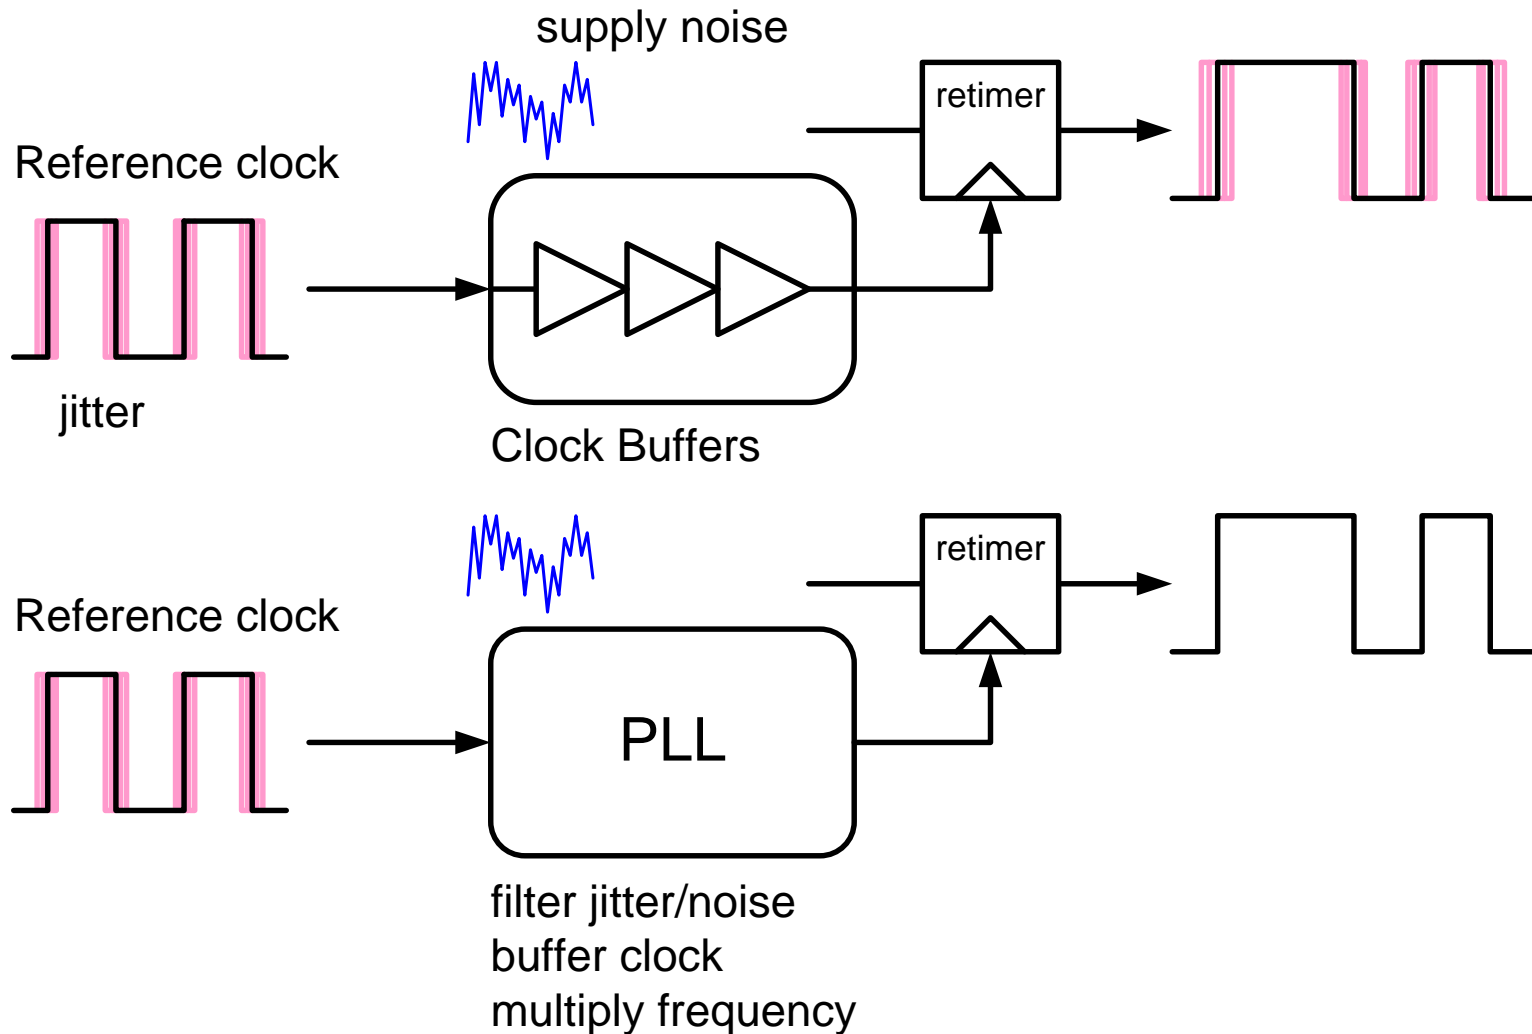 supply noise
retimer
Reference clock
jitter
Clock Buffers
retimer
Reference clock
PLL
filter jitter/noise
buffer clock
multiply frequency